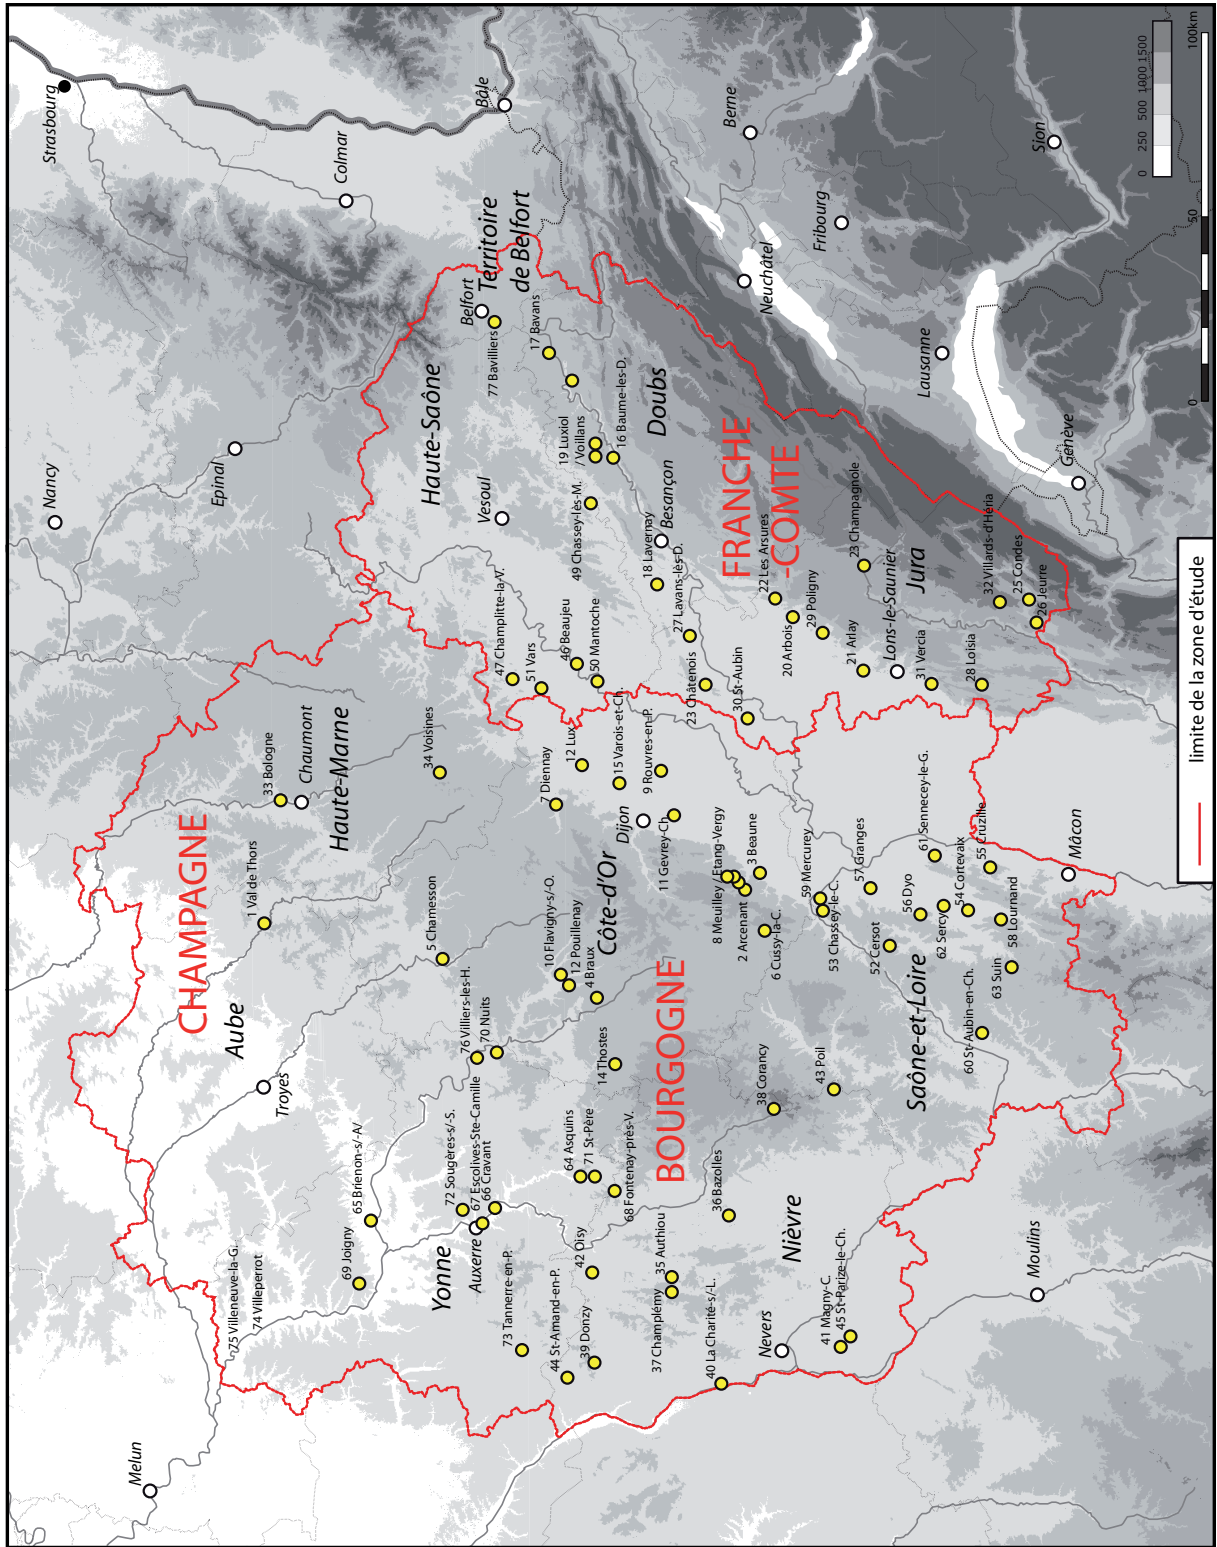 Strasbourg
Nancy
Colmar
Epinal
Bâle
Melun
Troyes
Chaumont
Vesoul
Belfort
Auxerre
Dijon
Besançon
Berne
Neuchâtel
Fribourg
Lausanne
Sion
Genève
Nevers
Lons-le-Saunier
Moulins
Mâcon
CHAMPAGNE
BOURGOGNE
FRANCHE
-COMTE
Aube
Haute-Marne
Haute-Saône
Territoire
de Belfort
Doubs
Jura
Yonne
Côte-d'Or
Nièvre
Saône-et-Loire
1 Val de Thors
2 Arcenant
3 Beaune
4 Braux
5 Chamesson
6 Cussy-la-C.
7 Diennay
8 Meuilley / Etang-Vergy
9 Rouvres-en-P.
10 Flavigny-s/-O.
11 Gevrey-Ch.
12 Lux
12 Pouillenay
14 Thostes
15 Varois-et-Ch.
16 Baume-les-D.
17 Bavans
18 Lavernay
19 Luxiol
/ Voillans
20 Arbois
21 Arlay
22 Les Arsures
23 Champagnole
23 Châtenois
25 Condes
26 Jeurre
27 Lavans-lès-D.
28 Loisia
29 Poligny
30 St-Aubin
31 Vercia
32 Villards-d'Héria
33 Bologne
34 Voisines
35 Authiou
36 Bazolles
37 Champlémy
38 Corancy
39 Donzy
40 La Charité-s/-L.
41 Magny-C.
42 Oisy
43 Poil
44 St-Amand-en-P.
45 St-Parize-le-Ch.
46 Beaujeu
47 Champlitte-la-V.
49 Chassey-lès-M.
50 Mantoche
51 Vars
52 Cersot
53 Chassey-le-C.
54 Cortevaix
55 Cruzille
56 Dyo
57 Granges
58 Lournand
59 Mercurey
60 St-Aubin-en-Ch.
61 Sennecey-le-G.
62 Sercy
63 Suin
64 Asquins
65 Brienon-s/-A/
66 Cravant
67 Escolives-Ste-Camille
68 Fontenay-près-V.
69 Joigny
70 Nuits
71 St-Père
72 Sougères-s/-S.
73 Tannerre-en-P.
74 Villeperrot
75 Villeneuve-la-G.
76 Villiers-les-H.
77 Bavilliers
0 250 500 1000 1500
0 50 100km
limite de la zone d'étude